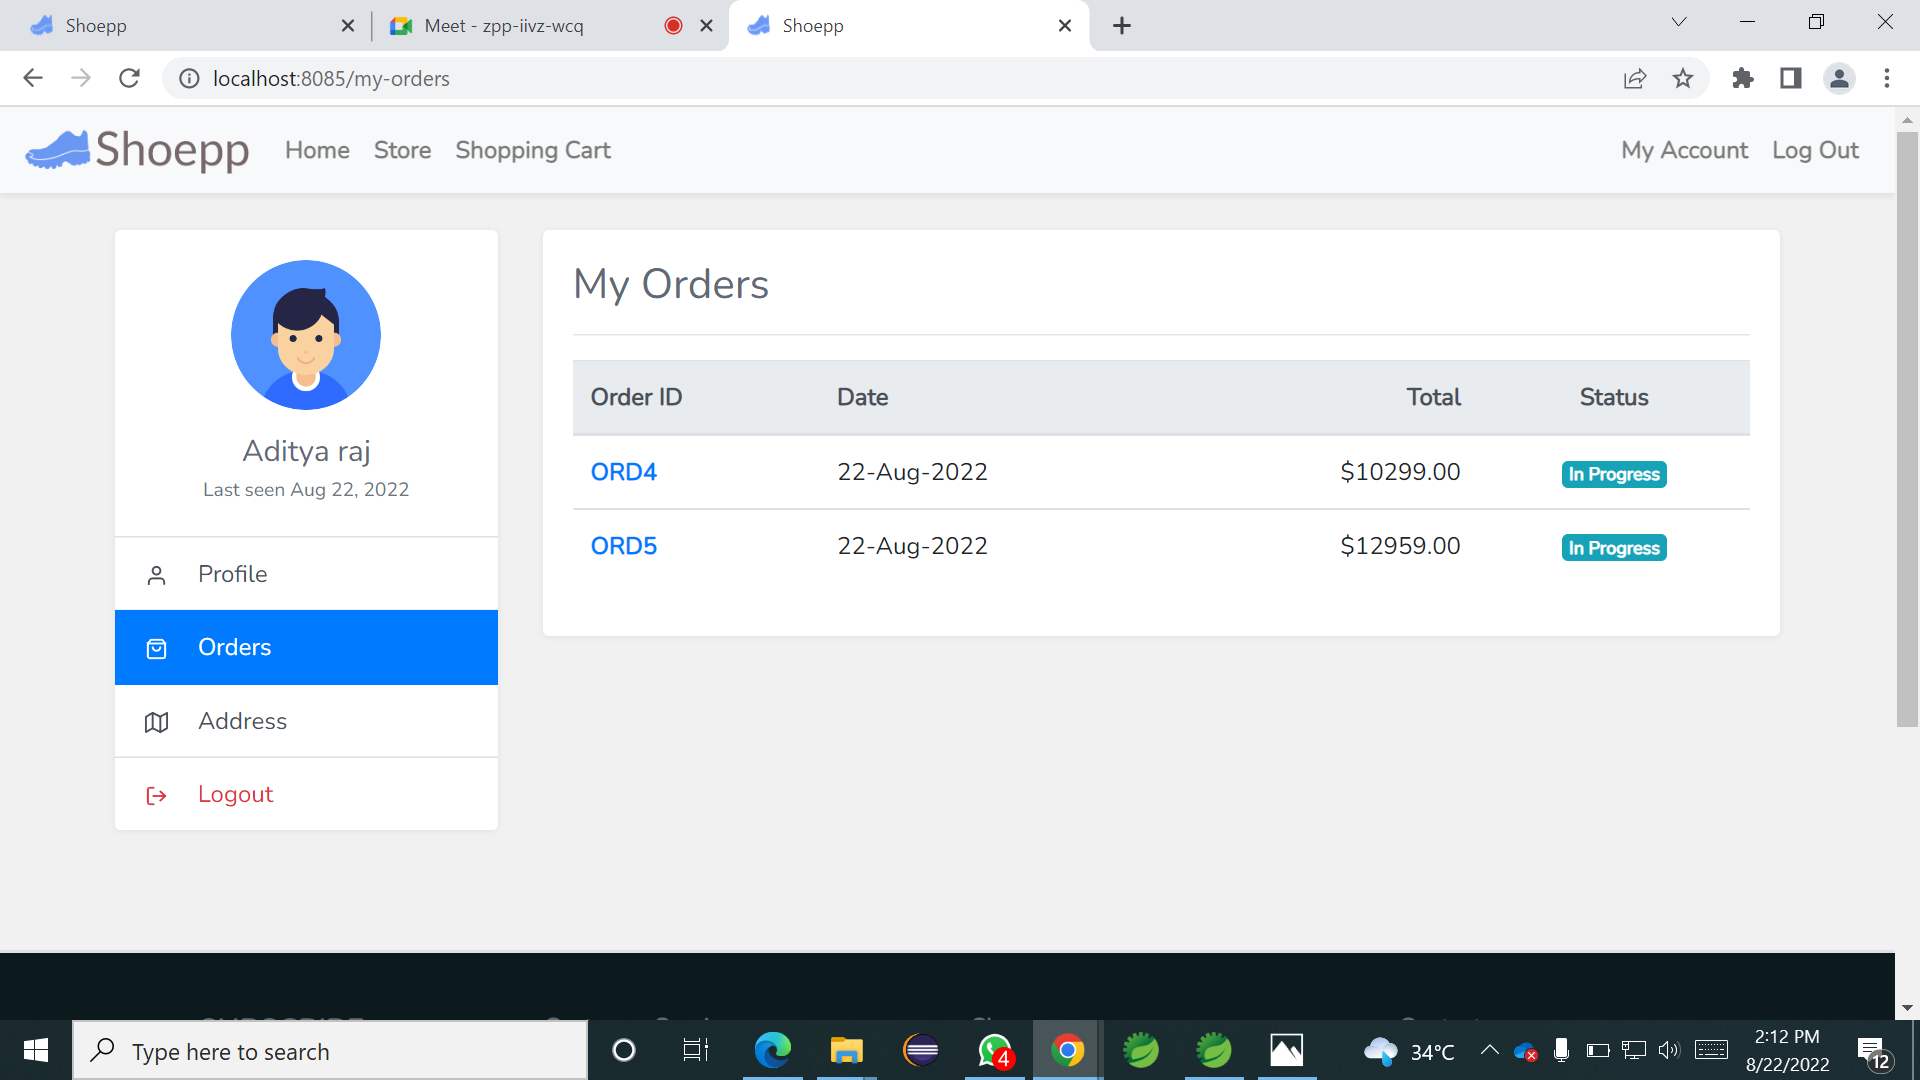 Shoepp
Meet - zpp-iivz-wcq
Shoepp
localhost:8085/my-orders
Shoepp
Home
Store
Shopping Cart
My Account
Log Out
Aditya raj
Last seen Aug 22, 2022
Profile
Orders
Address
Logout
My Orders
Order ID Date Total Status
ORD4 22-Aug-2022 $10299.00 In Progress
ORD5 22-Aug-2022 $12959.00 In Progress
Type here to search
4
34°C
2:12 PM
8/22/2022
12